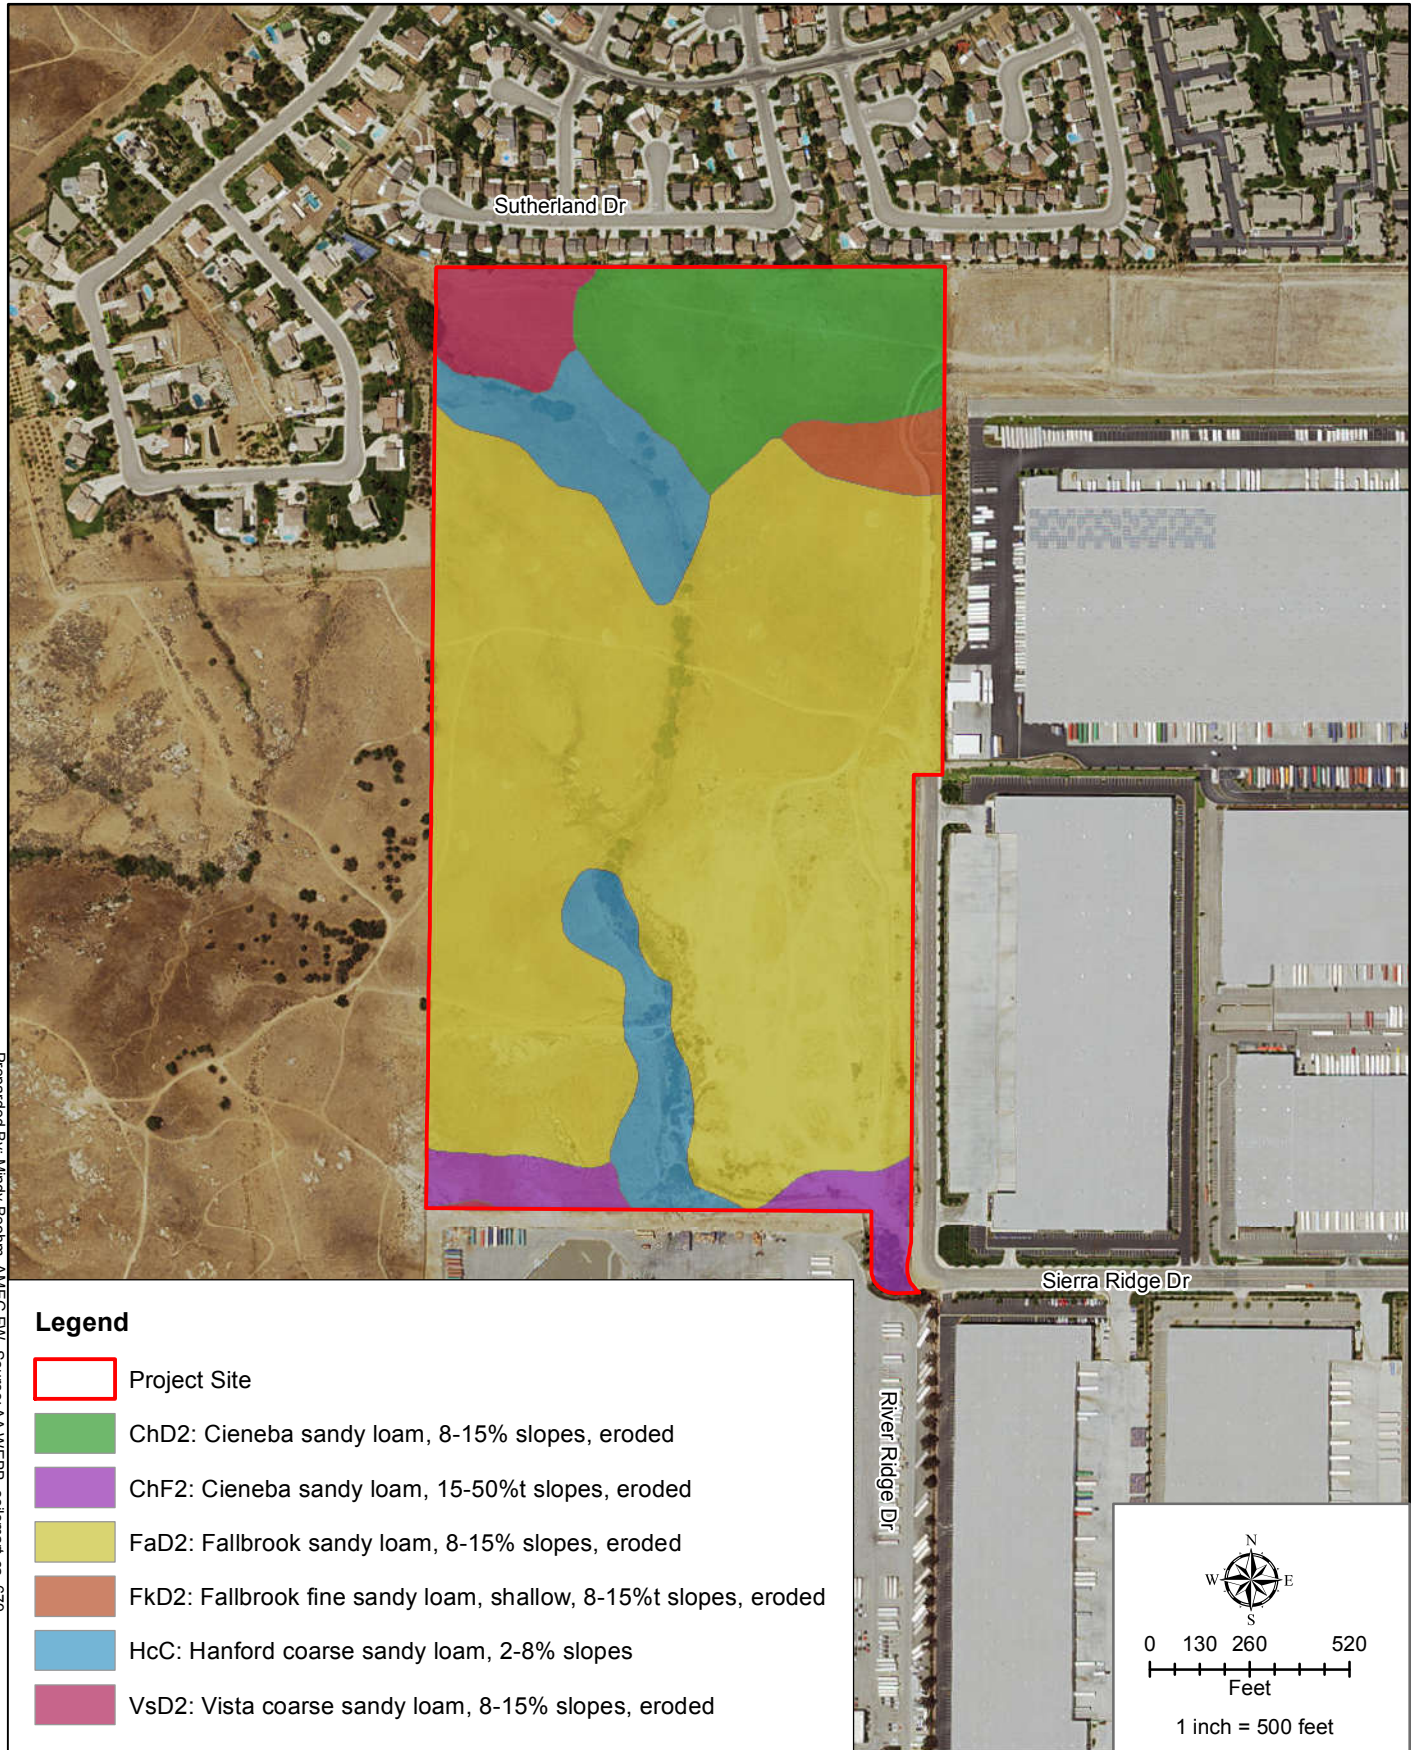 Sutherland Dr
Sierra Ridge Dr
River Ridge Dr
Legend
Project Site
ChD2: Cieneba sandy loam, 8-15% slopes, eroded
ChF2: Cieneba sandy loam, 15-50%t slopes, eroded
FaD2: Fallbrook sandy loam, 8-15% slopes, eroded
FkD2: Fallbrook fine sandy loam, shallow, 8-15%t slopes, eroded
HcC: Hanford coarse sandy loam, 2-8% slopes
VsD2: Vista coarse sandy loam, 8-15% slopes, eroded
N
W E
S
0 130 260 520
Feet
1 inch = 500 feet